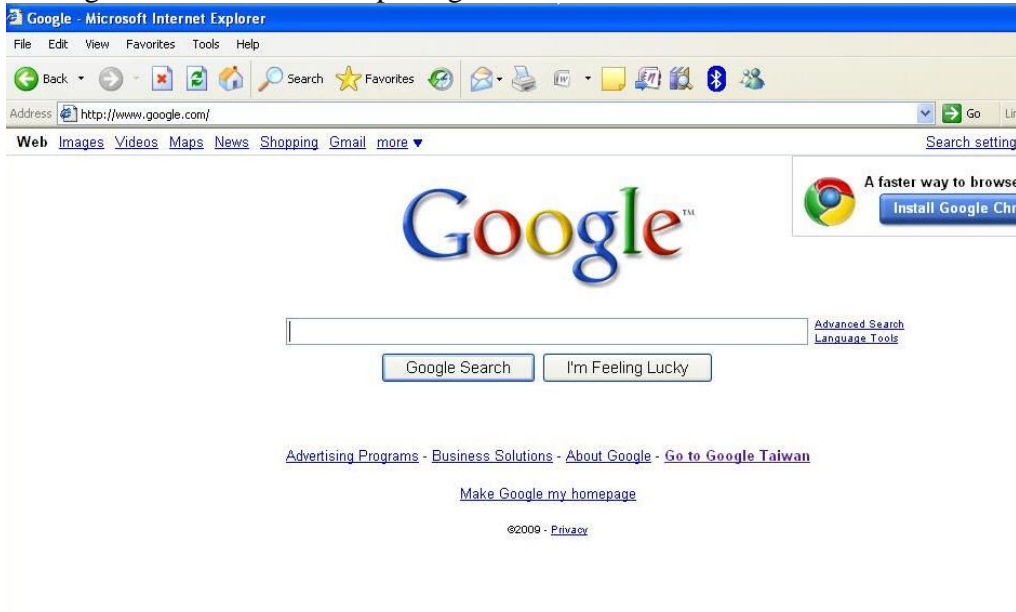 Google - Microsoft Internet Explorer
File Edit View Favorites Tools Help
Back Search Favorites
Address http://www.google.com/ Go
Web Images Videos Maps News Shopping Gmail more ▼ Search setting
A faster way to browse
Install Google Chr
Google™
Advanced Search
Language Tools
Google Search I'm Feeling Lucky
Advertising Programs - Business Solutions - About Google - Go to Google Taiwan
Make Google my homepage
©2009 - Privacy